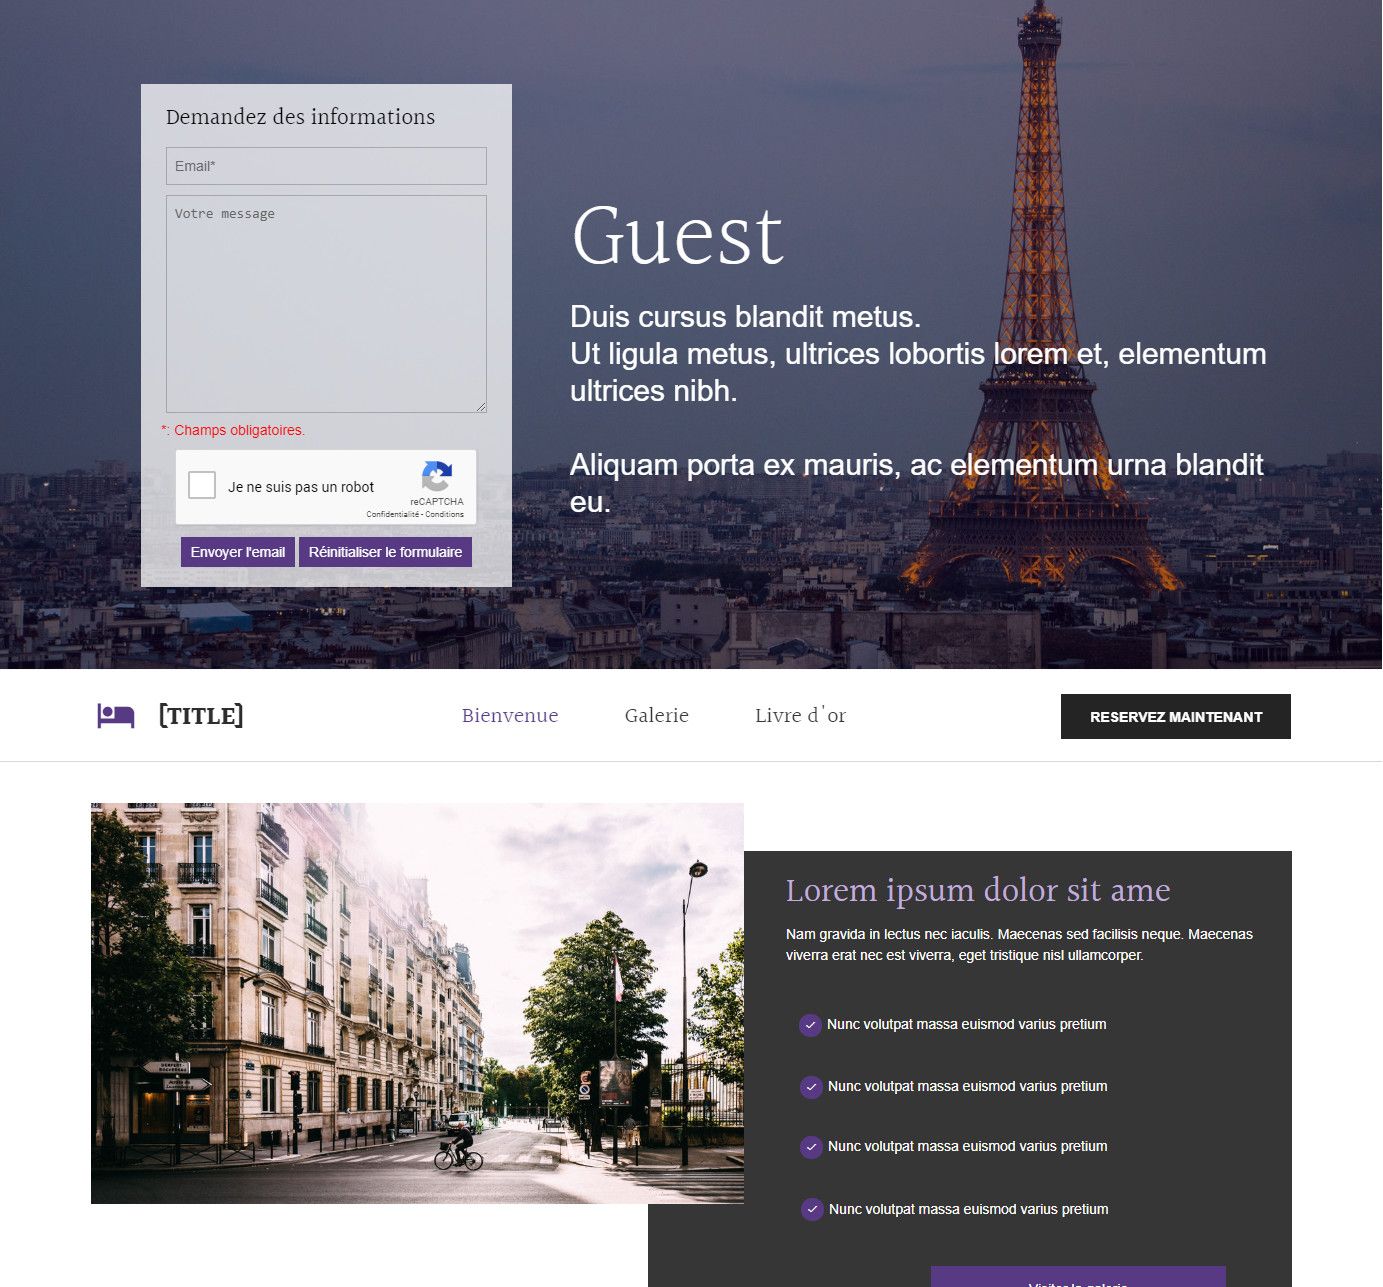 Demandez des informations
Email*
Votre message
*: Champs obligatoires.
Je ne suis pas un robot
reCAPTCHA
Confidentialité - Conditions
Envoyer l'email
Réinitialiser le formulaire
Guest
Duis cursus blandit metus.
Ut ligula metus, ultrices lobortis lorem et, elementum
ultrices nibh.
Aliquam porta ex mauris, ac elementum urna blandit
eu.
[TITLE]
Bienvenue
Galerie
Livre d'or
RESERVEZ MAINTENANT
Lorem ipsum dolor sit ame
Nam gravida in lectus nec iaculis. Maecenas sed facilisis neque. Maecenas
viverra erat nec est viverra, eget tristique nisl ullamcorper.
Nunc volutpat massa euismod varius pretium
Nunc volutpat massa euismod varius pretium
Nunc volutpat massa euismod varius pretium
Nunc volutpat massa euismod varius pretium